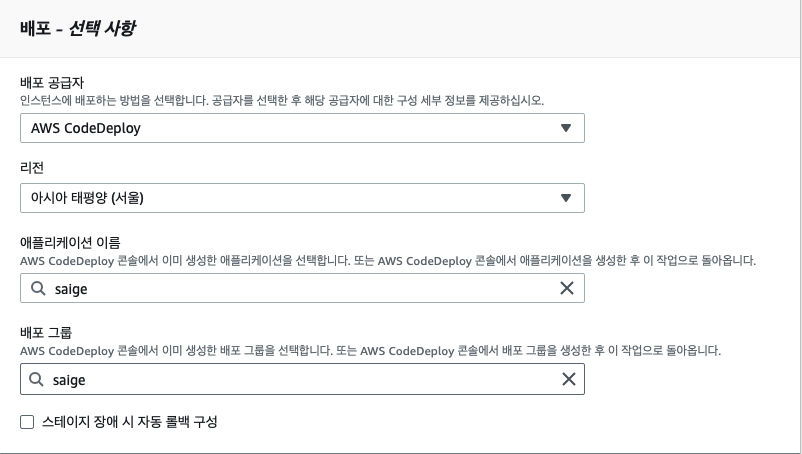 배포 - 선택 사항
배포 공급자
인스턴스에 배포하는 방법을 선택합니다. 공급자를 선택한 후 해당 공급자에 대한 구성 세부 정보를 제공하십시오.
AWS CodeDeploy
리전
아시아 태평양 (서울)
애플리케이션 이름
AWS CodeDeploy 콘솔에서 이미 생성한 애플리케이션을 선택합니다. 또는 AWS CodeDeploy 콘솔에서 애플리케이션을 생성한 후 이 작업으로 돌아옵니다.
saige
배포 그룹
AWS CodeDeploy 콘솔에서 이미 생성한 배포 그룹을 선택합니다. 또는 AWS CodeDeploy 콘솔에서 배포 그룹을 생성한 후 이 작업으로 돌아옵니다.
saige
스테이지 장애 시 자동 롤백 구성